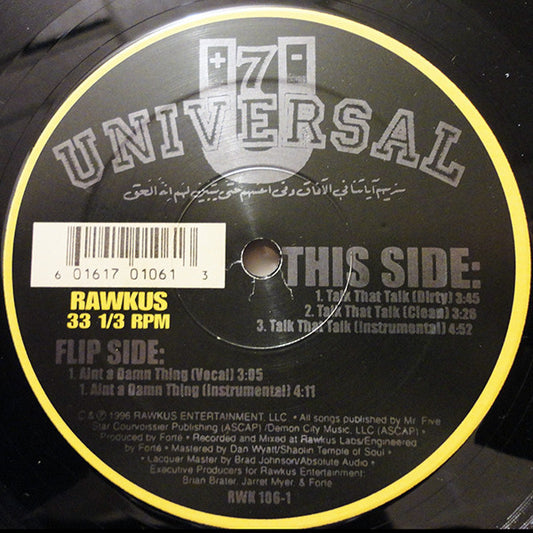 + 7 -
UNIVERSAL
سنريهم آياتنا في الآفاق وفي أنفسهم حتى يتبين لهم أنه الحق
6 01617 01061 3
RAWKUS
33 1/3 RPM
THIS SIDE:
1. Talk That Talk (Dirty) 3:45
2. Talk That Talk (Clean) 3:26
3. Talk That Talk (Instrumental) 4:52
FLIP SIDE:
1. Aint a Damn Thing (Vocal) 3:05
1. Aint a Damn Thing (Instrumental) 4:11
© & ℗ 1996 RAWKUS ENTERTAINMENT, LLC • All songs published by Mr. Five
Star Courvoissier Publishing (ASCAP) /Demon City Music, LLC (ASCAP) •
Produced by Forté • Recorded and Mixed at Rawkus Labs/Engineered
by Forté • Mastered by Dan Wyatt/Shaolin Temple of Soul •
Lacquer Master by Brad Johnson/Absolute Audio •
Executive Producers for Rawkus Entertainment:
Brian Brater, Jarret Myer, & Forté
RWK 106-1